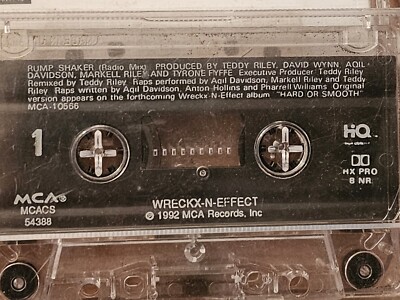 RUMP SHAKER (Radio Mix) PRODUCED BY TEDDY RILEY, DAVID WYNN, AQIL
DAVIDSON, MARKELL RILEY AND TYRONE FYFFE Executive Producer Teddy Riley
Remixed by Teddy Riley Raps performed by Aqil Davidson, Markell Riley and Teddy
Riley Raps written by Aqil Davidson, Anton Hollins and Pharrell Williams Original
version appears on the forthcoming Wreckx-N-Effect album "HARD OR SMOOTH"
MCA-10566
1
HQ
HX PRO
B NR
MCA®
MCACS
54388
WRECKX-N-EFFECT
© 1992 MCA Records, Inc